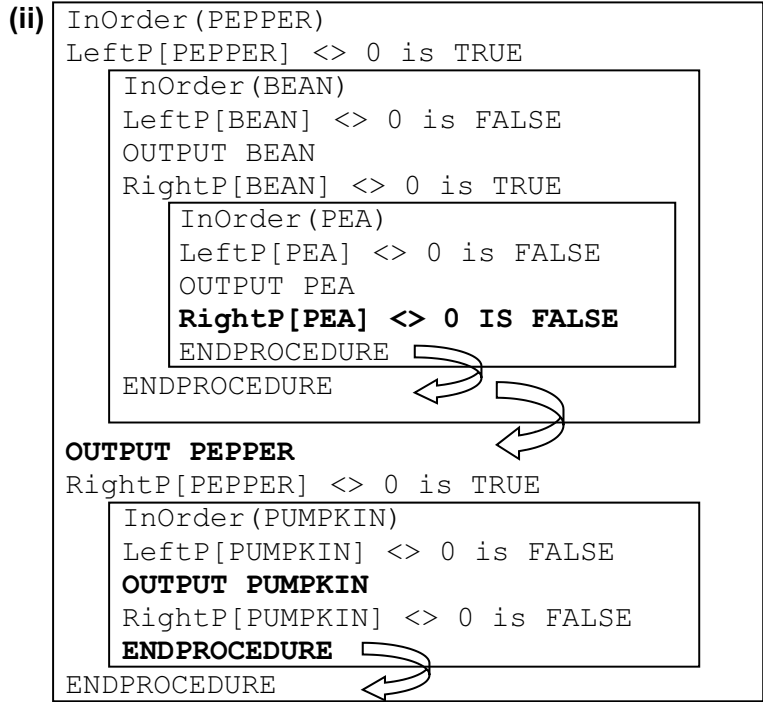 (ii) InOrder(PEPPER)
LeftP[PEPPER] <> 0 is TRUE
InOrder(BEAN)
LeftP[BEAN] <> 0 is FALSE
OUTPUT BEAN
RightP[BEAN] <> 0 is TRUE
InOrder(PEA)
LeftP[PEA] <> 0 is FALSE
OUTPUT PEA
RightP[PEA] <> 0 IS FALSE
ENDPROCEDURE
ENDPROCEDURE
OUTPUT PEPPER
RightP[PEPPER] <> 0 is TRUE
InOrder(PUMPKIN)
LeftP[PUMPKIN] <> 0 is FALSE
OUTPUT PUMPKIN
RightP[PUMPKIN] <> 0 is FALSE
ENDPROCEDURE
ENDPROCEDURE